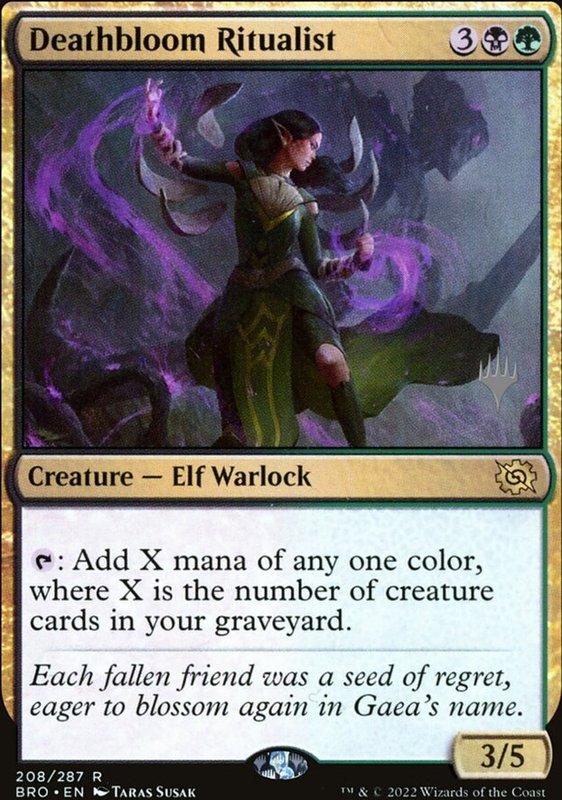 Deathbloom Ritualist 3
Creature — Elf Warlock
: Add X mana of any one color,
where X is the number of creature
cards in your graveyard.
Each fallen friend was a seed of regret,
eager to blossom again in Gaea's name.
3/5
208/287 R
BRO • EN Taras Susak
™ & © 2022 Wizards of the Coast